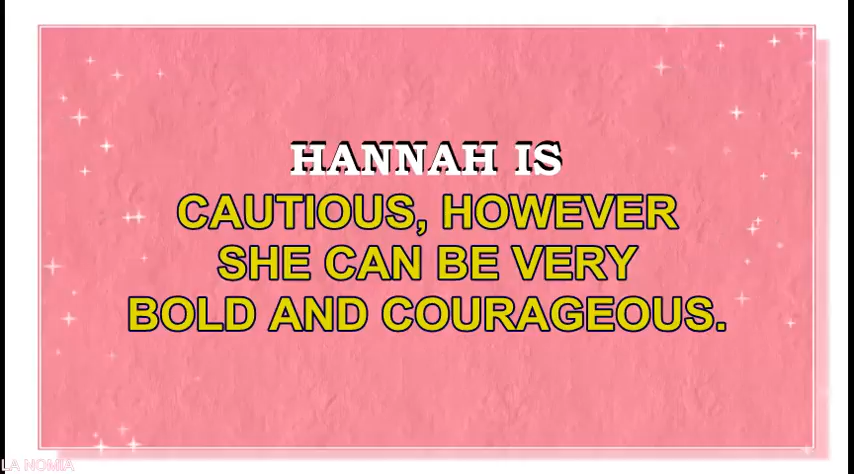 HANNAH IS
CAUTIOUS, HOWEVER
SHE CAN BE VERY
BOLD AND COURAGEOUS.
LA NOMIA